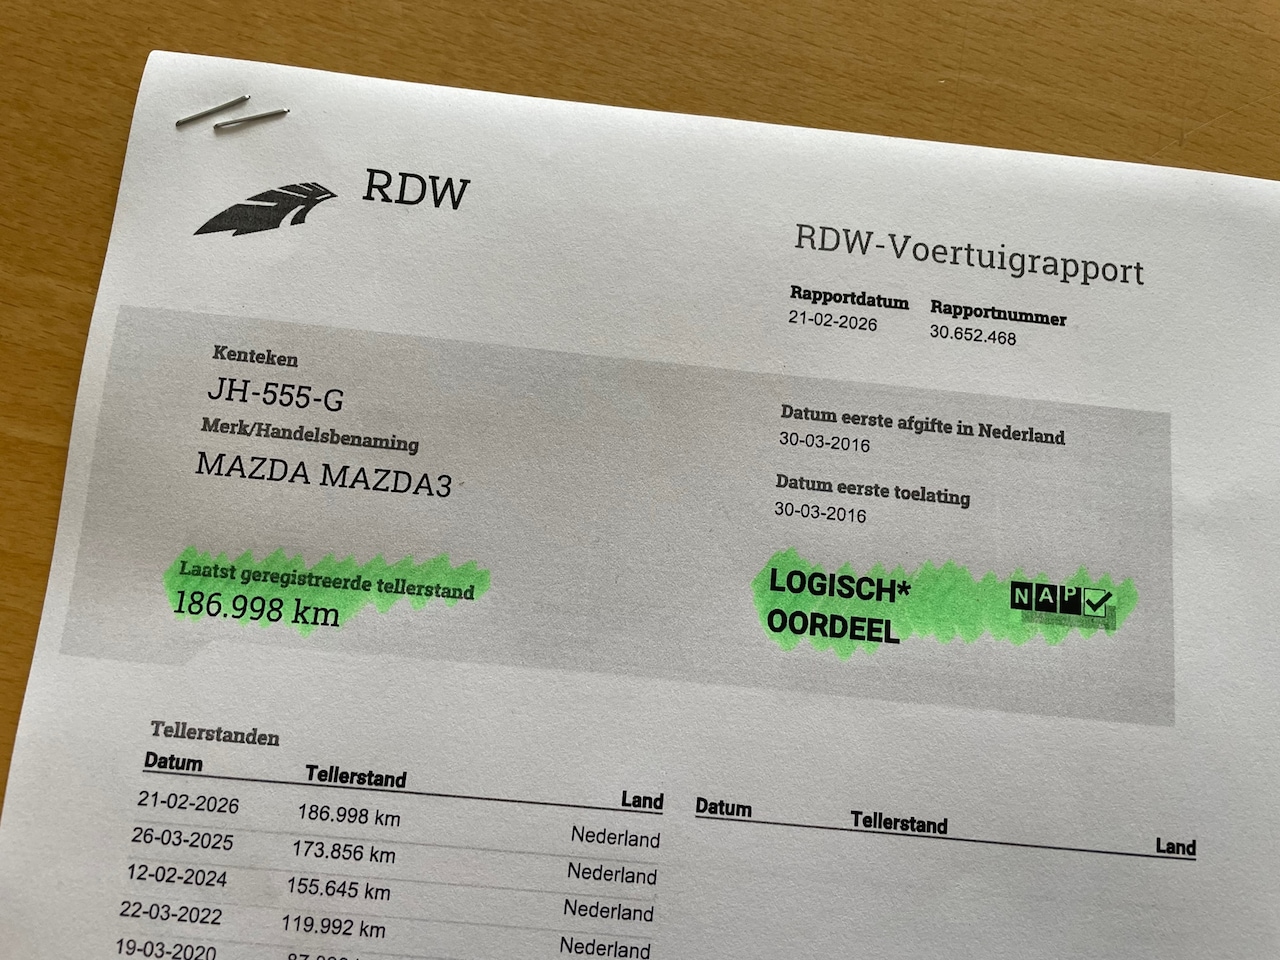 RDW
RDW-Voertuigrapport
Rapportdatum Rapportnummer
21-02-2026 30.652.468
Kenteken
JH-555-G
Merk/Handelsbenaming
MAZDA MAZDA3
Datum eerste afgifte in Nederland
30-03-2016
Datum eerste toelating
30-03-2016
Laatst geregistreerde tellerstand
186.998 km
LOGISCH*
OORDEEL
NAP
Tellerstanden
Datum Tellerstand Land Datum Tellerstand Land
21-02-2026 186.998 km Nederland
26-03-2025 173.856 km Nederland
12-02-2024 155.645 km Nederland
22-03-2022 119.992 km Nederland
19-03-2020